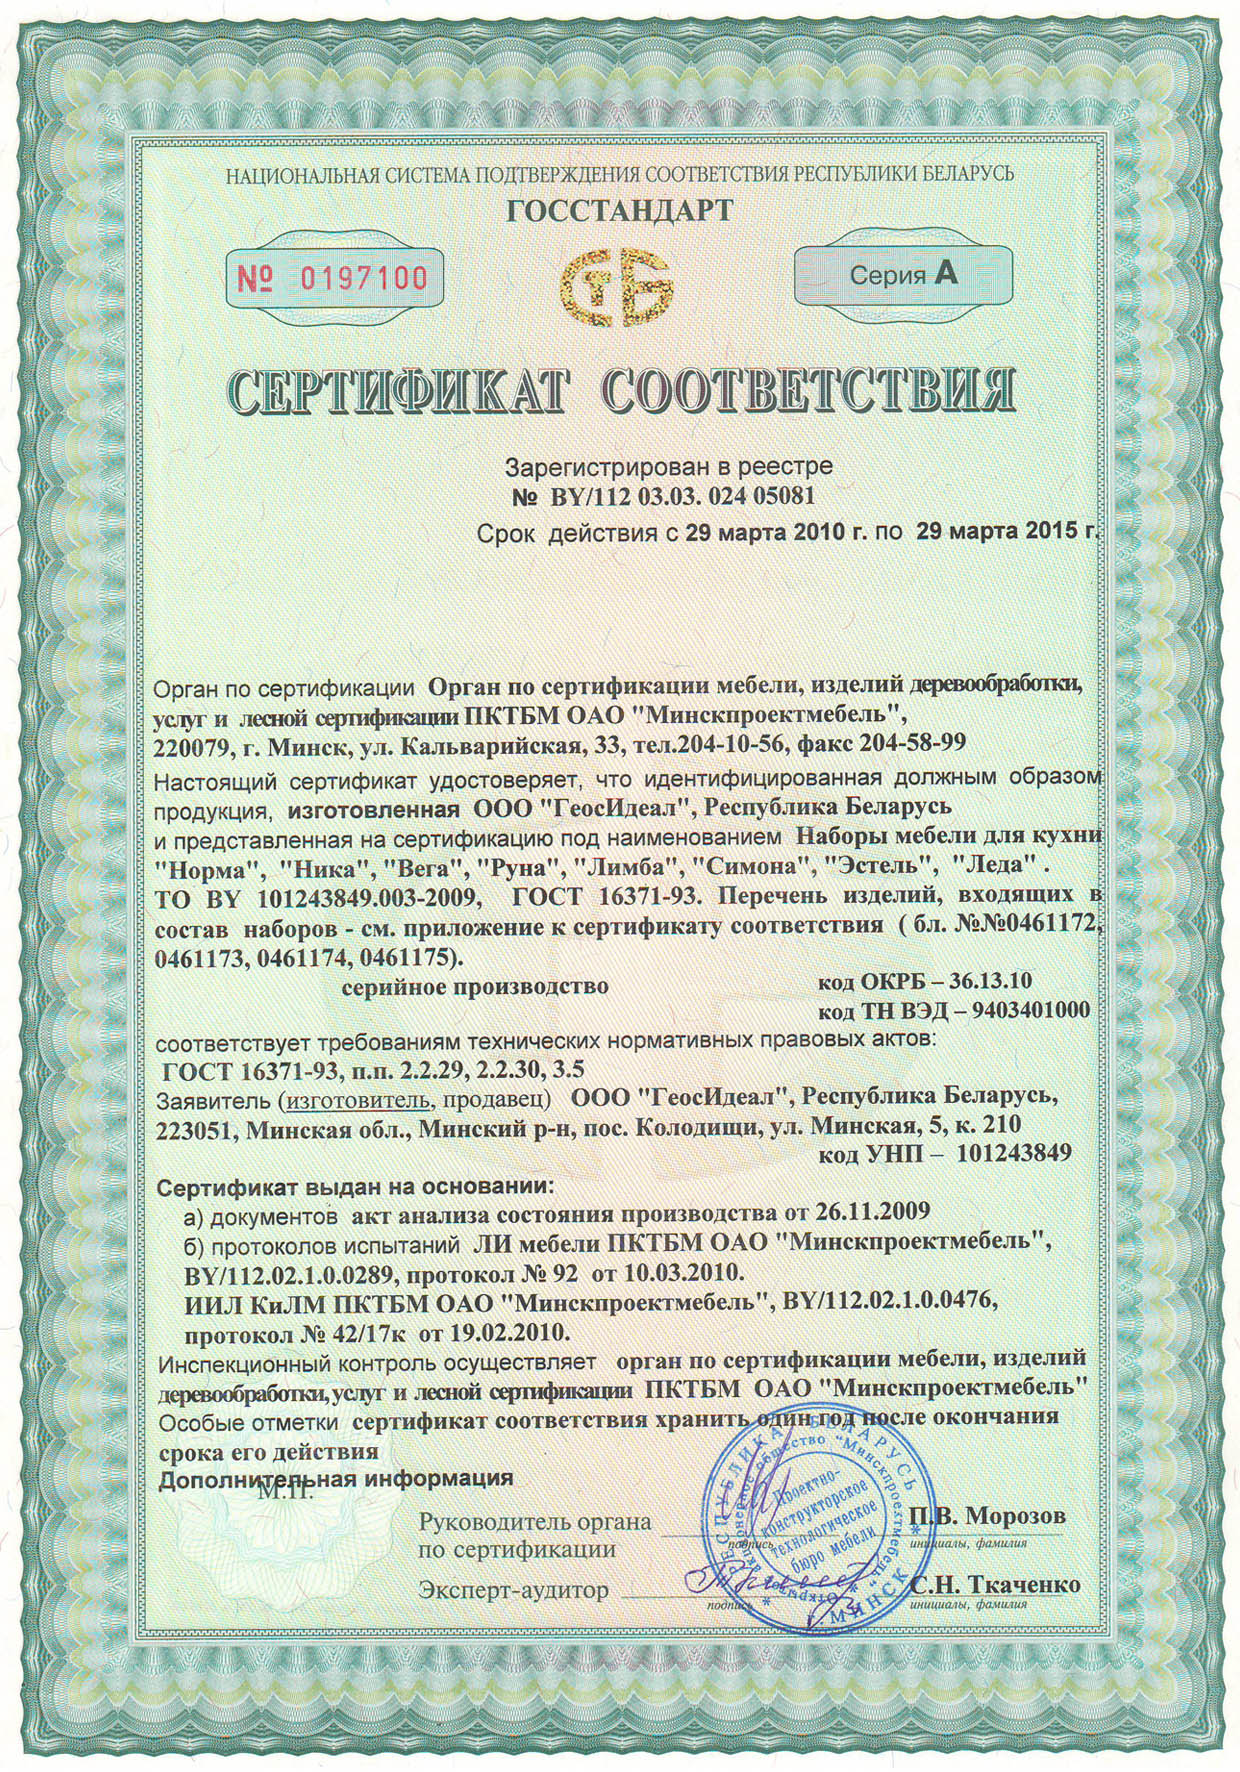 НАЦИОНАЛЬНАЯ СИСТЕМА ПОДТВЕРЖДЕНИЯ СООТВЕТСТВИЯ РЕСПУБЛИКИ БЕЛАРУСЬ
ГОССТАНДАРТ
№ 0197100
СТБ
Серия А
СЕРТИФИКАТ СООТВЕТСТВИЯ
Зарегистрирован в реестре
№ BY/112 03.03. 024 05081
Срок действия с 29 марта 2010 г. по 29 марта 2015 г.
Орган по сертификации Орган по сертификации мебели, изделий деревообработки,
услуг и лесной сертификации ПКТБМ ОАО "Минскпроектмебель",
220079, г. Минск, ул. Кальварийская, 33, тел.204-10-56, факс 204-58-99
Настоящий сертификат удостоверяет, что идентифицированная должным образом
продукция, изготовленная ООО "ГеосИдеал", Республика Беларусь
и представленная на сертификацию под наименованием Наборы мебели для кухни
"Норма", "Ника", "Вега", "Руна", "Лимба", "Симона", "Эстель", "Леда" .
ТО BY 101243849.003-2009, ГОСТ 16371-93. Перечень изделий, входящих в
состав наборов - см. приложение к сертификату соответствия ( бл. №№0461172,
0461173, 0461174, 0461175).
серийное производство
код ОКРБ – 36.13.10
код ТН ВЭД – 9403401000
соответствует требованиям технических нормативных правовых актов:
ГОСТ 16371-93, п.п. 2.2.29, 2.2.30, 3.5
Заявитель (изготовитель, продавец) ООО "ГеосИдеал", Республика Беларусь,
223051, Минская обл., Минский р-н, пос. Колодищи, ул. Минская, 5, к. 210
код УНП – 101243849
Сертификат выдан на основании:
а) документов акт анализа состояния производства от 26.11.2009
б) протоколов испытаний ЛИ мебели ПКТБМ ОАО "Минскпроектмебель",
BY/112.02.1.0.0289, протокол № 92 от 10.03.2010.
ИИЛ КиЛМ ПКТБМ ОАО "Минскпроектмебель", BY/112.02.1.0.0476,
протокол № 42/17к от 19.02.2010.
Инспекционный контроль осуществляет орган по сертификации мебели, изделий
деревообработки, услуг и лесной сертификации ПКТБМ ОАО "Минскпроектмебель"
Особые отметки сертификат соответствия хранить один год после окончания
срока его действия
Дополнительная информация
М.П.
Руководитель органа
по сертификации
подпись
П.В. Морозов
инициалы, фамилия
Эксперт-аудитор
подпись
С.Н. Ткаченко
инициалы, фамилия
РЕСПУБЛИКА БЕЛАРУСЬ * г. МИНСК *
Открытое акционерное общество "Минскпроектмебель" *
Проектно-
конструкторское
технологическое
бюро мебели